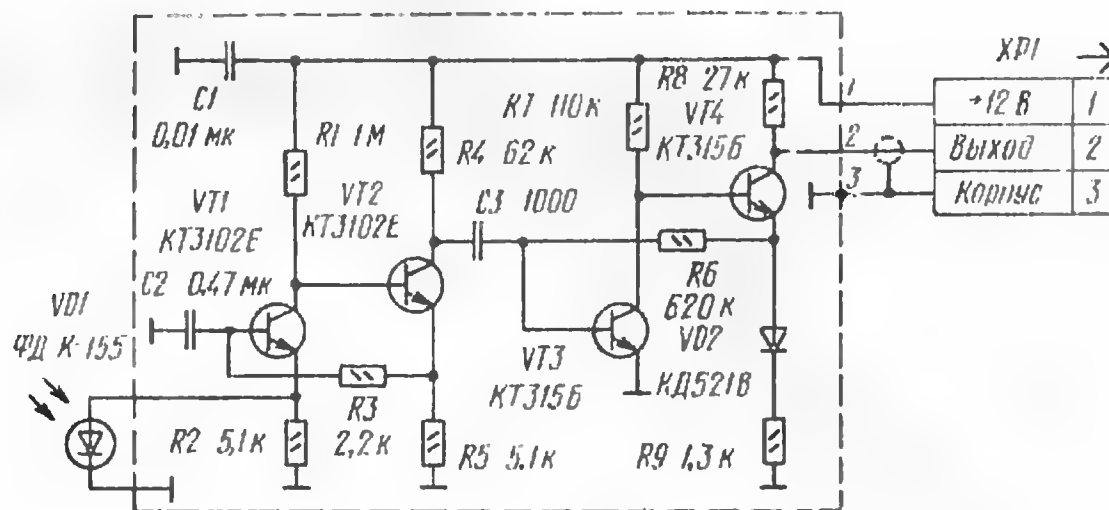 C1
0,01 мк
R1 1 М
VT1
КТ3102Е
C2 0,47 мк
VD1
ФД К-155
R2 5,1 к
VT2
КТ3102Е
R4 62 к
C3 1000
R3
2,2 к
R5 5,1 к
R7 110 к
VT3
КТ315Б
R8 27 к
VT4
КТ315Б
R6
620 к
VD2
КД521В
R9 1,3 к
1
2
3
XP1
+12 В 1
Выход 2
Корпус 3